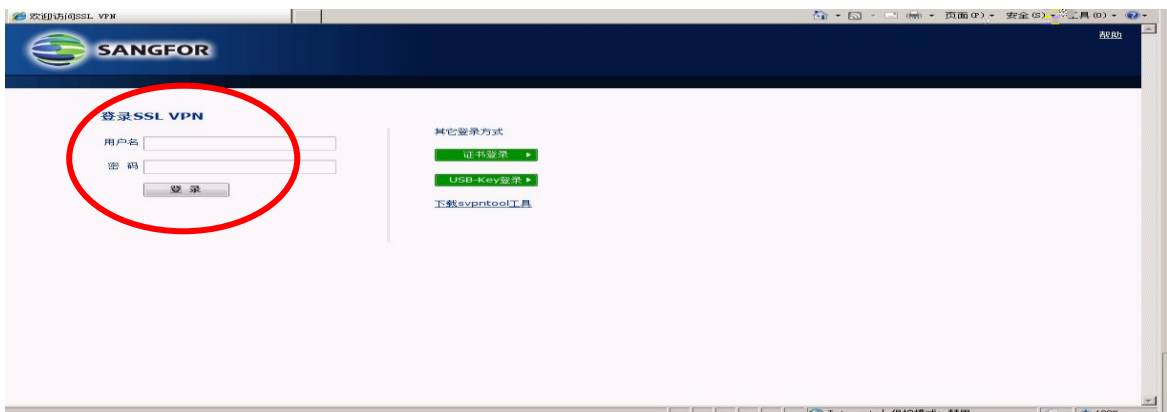 欢迎访问SSL VPN
页面(P) 安全(S) 工具(O)
SANGFOR
帮助
登录SSL VPN
用户名
密 码
登 录
其它登录方式
证书登录
USB-Key登录
下载svpntool工具